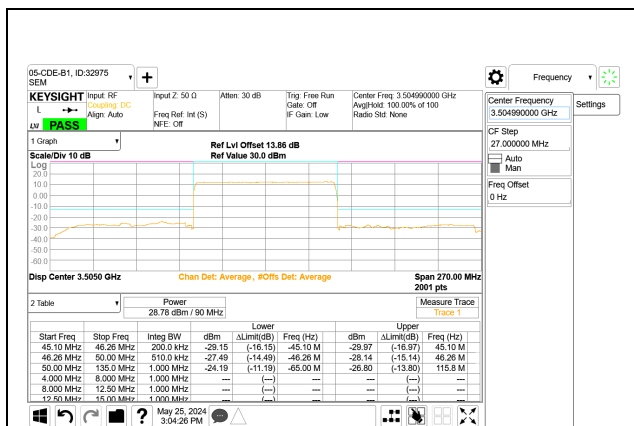 05-CDE-B1, ID:32975
SEM
Frequency
KEYSIGHT
L
LXI PASS
Input: RF
Coupling: DC
Align: Auto
Input Z: 50 Ω
Freq Ref: Int (S)
NFE: Off
Atten: 30 dB
Trig: Free Run
Gate: Off
IF Gain: Low
Center Freq: 3.504990000 GHz
Avg|Hold: 100.00% of 100
Radio Std: None
Center Frequency
3.504990000 GHz
Settings
CF Step
27.000000 MHz
Auto
Man
Freq Offset
0 Hz
1 Graph
Ref Lvl Offset 13.86 dB
Scale/Div 10 dB
Ref Value 30.0 dBm
Log
20.0
10.0
0.00
-10.0
-20.0
-30.0
-40.0
-50.0
-60.0
Disp Center 3.5050 GHz
Chan Det: Average, #Offs Det: Average
Span 270.00 MHz
2001 pts
2 Table
Power
28.78 dBm / 90 MHz
Measure Trace
Trace 1
Lower Upper
Start Freq Stop Freq Integ BW dBm ΔLimit(dB) Freq (Hz) dBm ΔLimit(dB) Freq (Hz)
45.10 MHz 46.26 MHz 200.0 kHz -29.15 (-16.15) -45.10 M -29.97 (-16.97) 45.10 M
46.26 MHz 50.00 MHz 510.0 kHz -27.49 (-14.49) -46.26 M -28.14 (-15.14) 46.26 M
50.00 MHz 135.0 MHz 1.000 MHz -24.19 (-11.19) -65.00 M -26.80 (-13.80) 115.8 M
4.000 MHz 8.000 MHz 1.000 MHz --- (---) --- --- (---) ---
8.000 MHz 12.50 MHz 1.000 MHz --- (---) --- --- (---) ---
12.50 MHz 15.00 MHz 1.000 MHz --- (---) --- --- (---) ---
May 25, 2024
3:04:26 PM